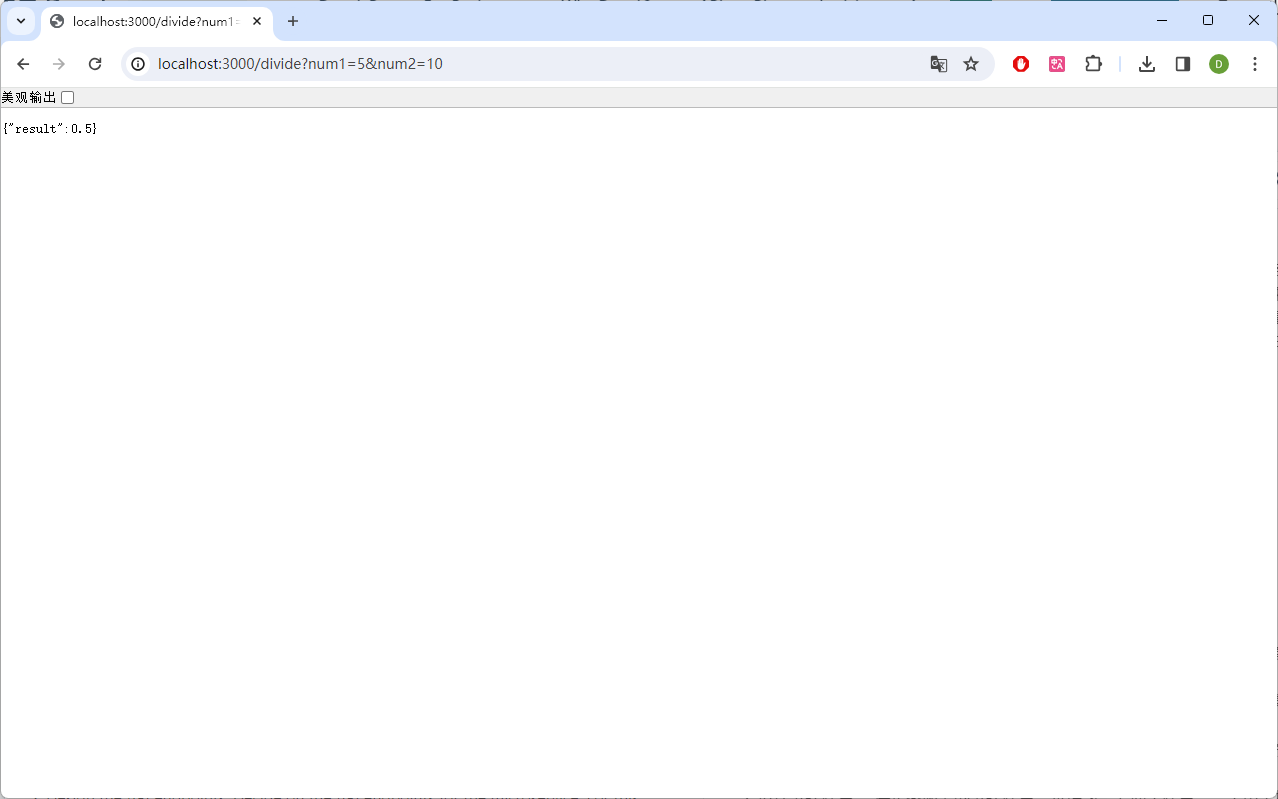 localhost:3000/divide?num1=
localhost:3000/divide?num1=5&num2=10
D
美观输出
{"result":0.5}